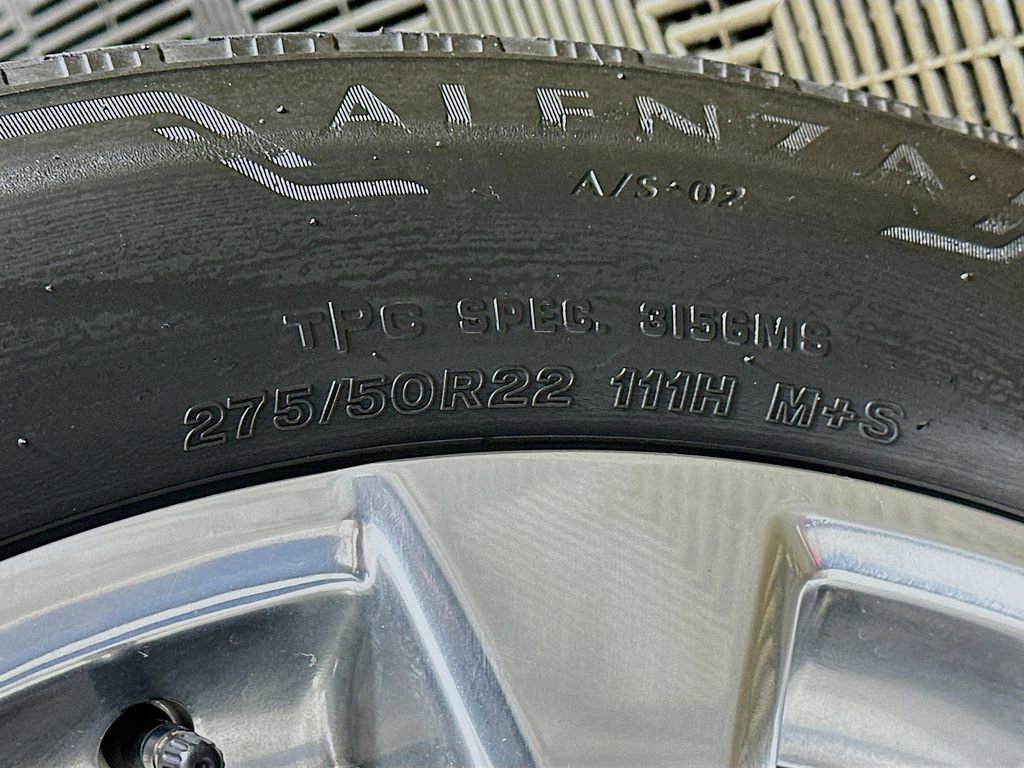 ALENZA
A/S 02
TPC SPEC. 3156MS
275/50R22 111H M+S